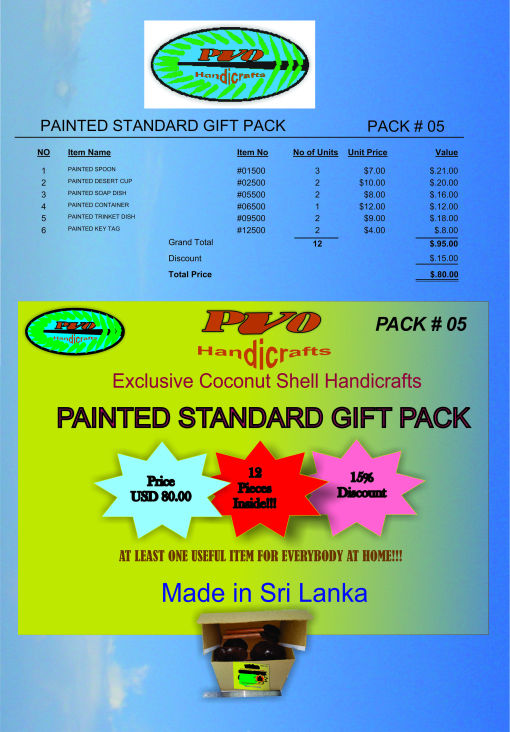 PVO
Handicrafts
PAINTED STANDARD GIFT PACK PACK # 05
NO Item Name Item No No of Units Unit Price Value
1 PAINTED SPOON #01500 3 $7.00 $.21.00
2 PAINTED DESERT CUP #02500 2 $10.00 $.20.00
3 PAINTED SOAP DISH #05500 2 $8.00 $.16.00
4 PAINTED CONTAINER #06500 1 $12.00 $.12.00
5 PAINTED TRINKET DISH #09500 2 $9.00 $.18.00
6 PAINTED KEY TAG #12500 2 $4.00 $.8.00
Grand Total 12 $.95.00
Discount $.15.00
Total Price $.80.00
PVO
Handicrafts
PVO
Handicrafts
PACK # 05
Exclusive Coconut Shell Handicrafts
PAINTED STANDARD GIFT PACK
Price
USD 80.00
12
Pieces
Inside!!!
15%
Discount
AT LEAST ONE USEFUL ITEM FOR EVERYBODY AT HOME!!!
Made in Sri Lanka